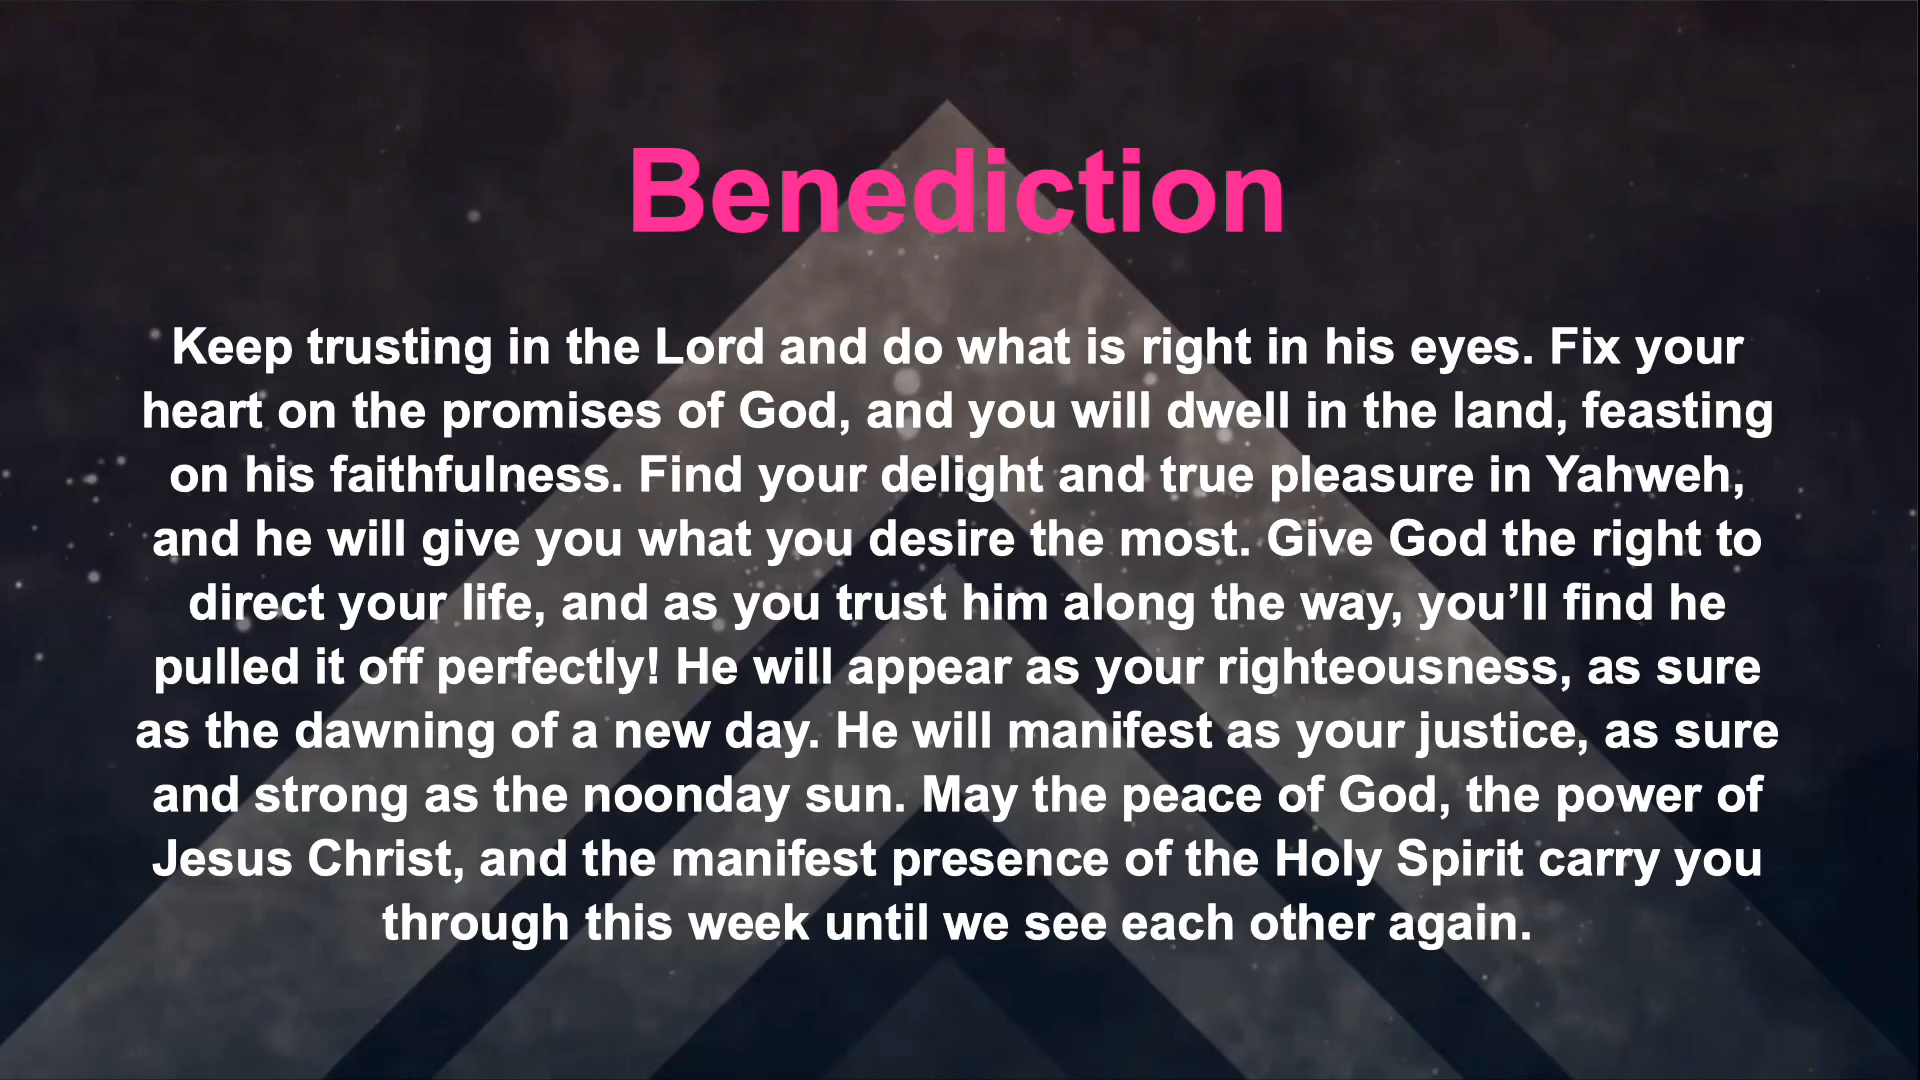 Benediction
Keep trusting in the Lord and do what is right in his eyes. Fix your
heart on the promises of God, and you will dwell in the land, feasting
on his faithfulness. Find your delight and true pleasure in Yahweh,
and he will give you what you desire the most. Give God the right to
direct your life, and as you trust him along the way, you’ll find he
pulled it off perfectly! He will appear as your righteousness, as sure
as the dawning of a new day. He will manifest as your justice, as sure
and strong as the noonday sun. May the peace of God, the power of
Jesus Christ, and the manifest presence of the Holy Spirit carry you
through this week until we see each other again.